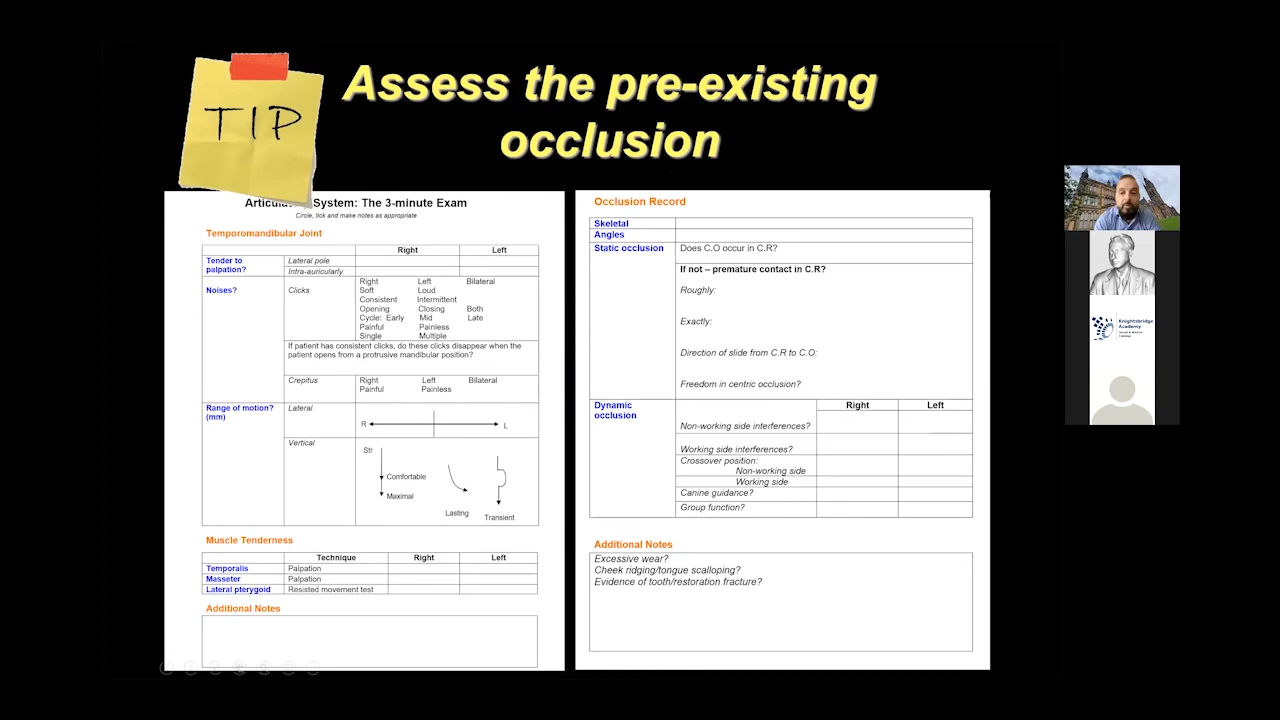 TIP
Assess the pre-existing
occlusion
System: The 3-minute Exam
Circle, tick and make notes as appropriate
Temporomandibular Joint
Right Left
Tender to palpation? Lateral pole
Intra-auricularly
Noises? Clicks Right Left Bilateral
Soft Loud
Consistent Intermittent
Opening Closing Both
Cycle: Early Mid Late
Painful Painless
Single Multiple
If patient has consistent clicks, do these clicks disappear when the
patient opens from a protrusive mandibular position?
Crepitus Right Left Bilateral
Painful Painless
Range of motion? Lateral
(mm)
R L
Vertical
Str
Comfortable
Maximal
Lasting
Transient
Muscle Tenderness
Technique Right Left
Temporalis Palpation
Masseter Palpation
Lateral pterygoid Resisted movement test
Additional Notes
Occlusion Record
Skeletal
Angles
Static occlusion Does C.O occur in C.R?
If not – premature contact in C.R?
Roughly:
Exactly:
Direction of slide from C.R to C.O:
Freedom in centric occlusion?
Dynamic Right Left
occlusion
Non-working side interferences?
Working side interferences?
Crossover position:
Non-working side
Working side
Canine guidance?
Group function?
Additional Notes
Excessive wear?
Cheek ridging/tongue scalloping?
Evidence of tooth/restoration fracture?
Knightsbridge
Academy